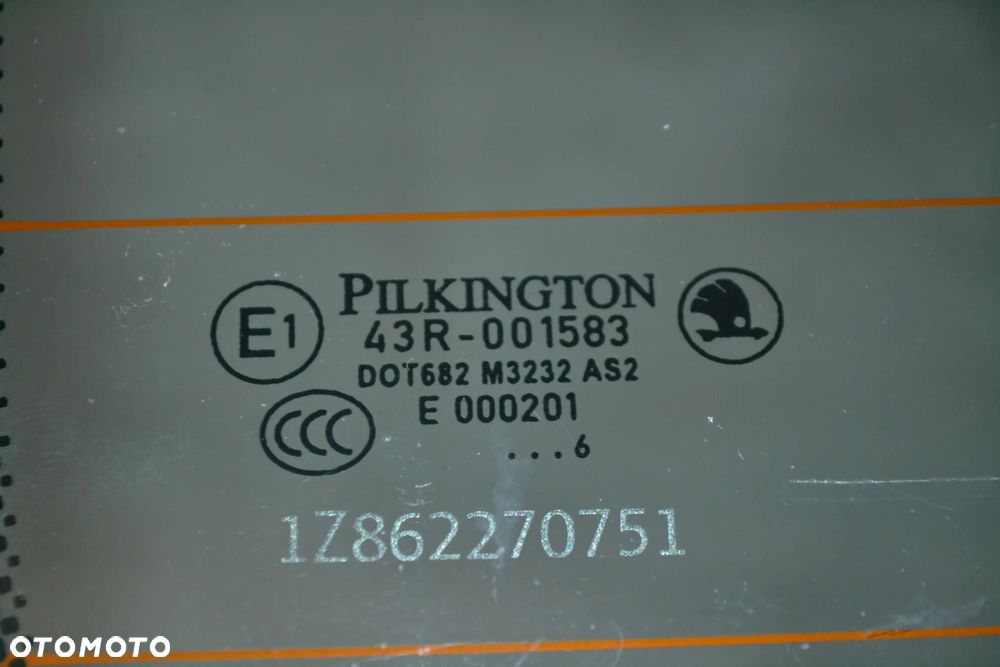 PILKINGTON
E1
43R-001583
DOT682 M3232 AS2
CCC
E 000201
...6
1Z862270751
OTOMOTO